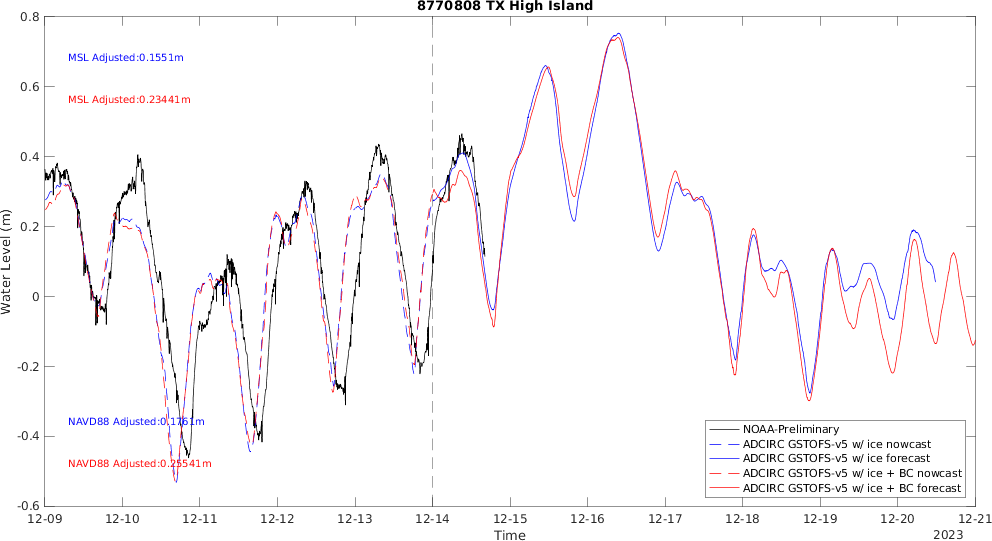 8770808 TX High Island
0.8
MSL Adjusted:0.1551m
0.6
MSL Adjusted:0.23441m
0.4
0.2
Water Level (m)
0
-0.2
NAVD88 Adjusted:0.1761m
-0.4
NAVD88 Adjusted:0.25541m
-0.6
NOAA-Preliminary
ADCIRC GSTOFS-v5 w/ ice nowcast
ADCIRC GSTOFS-v5 w/ ice forecast
ADCIRC GSTOFS-v5 w/ ice + BC nowcast
ADCIRC GSTOFS-v5 w/ ice + BC forecast
12-09 12-10 12-11 12-12 12-13 12-14 12-15 12-16 12-17 12-18 12-19 12-20 12-21
Time
2023